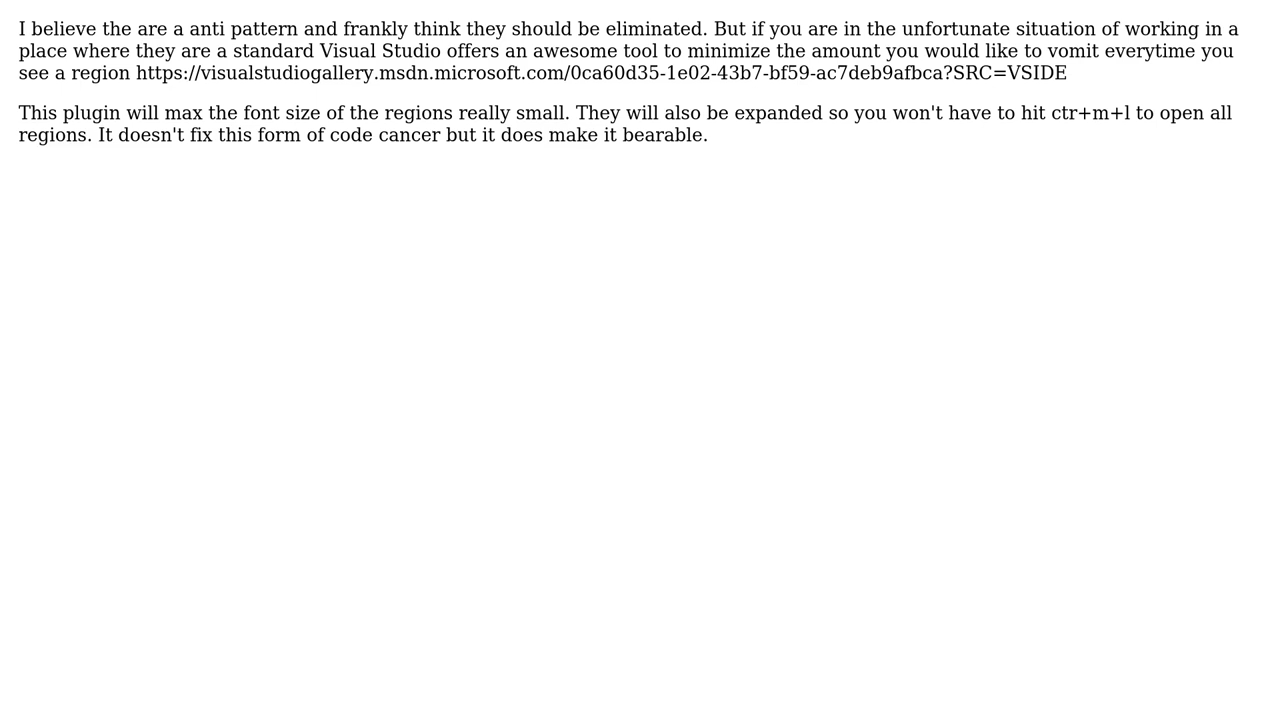 I believe the are a anti pattern and frankly think they should be eliminated. But if you are in the unfortunate situation of working in a
place where they are a standard Visual Studio offers an awesome tool to minimize the amount you would like to vomit everytime you
see a region https://visualstudiogallery.msdn.microsoft.com/0ca60d35-1e02-43b7-bf59-ac7deb9afbca?SRC=VSIDE
This plugin will max the font size of the regions really small. They will also be expanded so you won't have to hit ctr+m+l to open all
regions. It doesn't fix this form of code cancer but it does make it bearable.